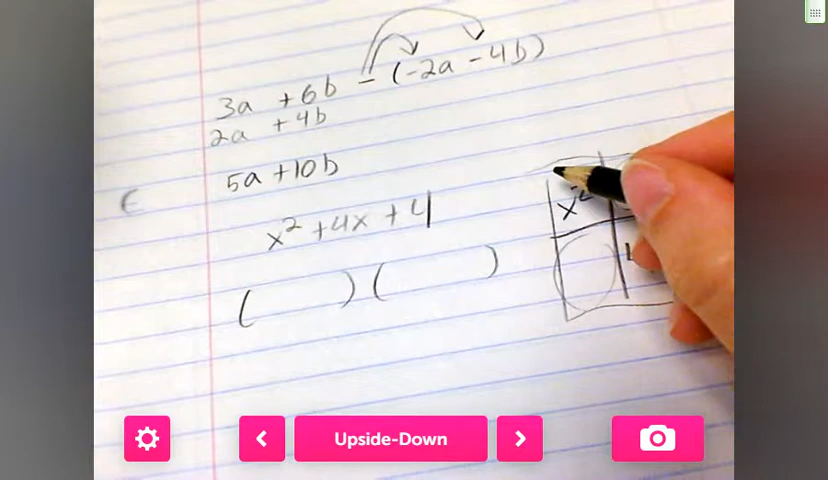 3a + 6b - (-2a - 4b)
2a + 4b
5a + 10b
x² + 4x + 4
( ) ( )
x²
Upside-Down